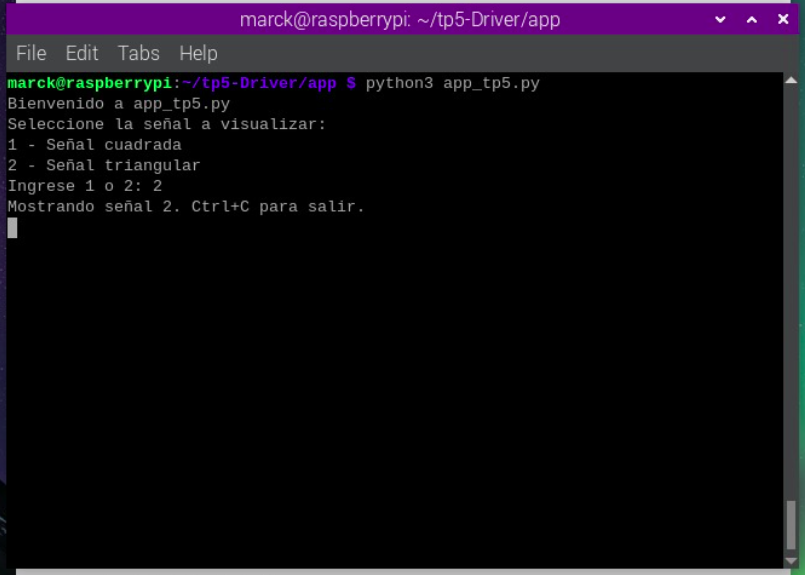 marck@raspberrypi: ~/tp5-Driver/app
File Edit Tabs Help
marck@raspberrypi:~/tp5-Driver/app $ python3 app_tp5.py
Bienvenido a app_tp5.py
Seleccione la señal a visualizar:
1 - Señal cuadrada
2 - Señal triangular
Ingrese 1 o 2: 2
Mostrando señal 2. Ctrl+C para salir.